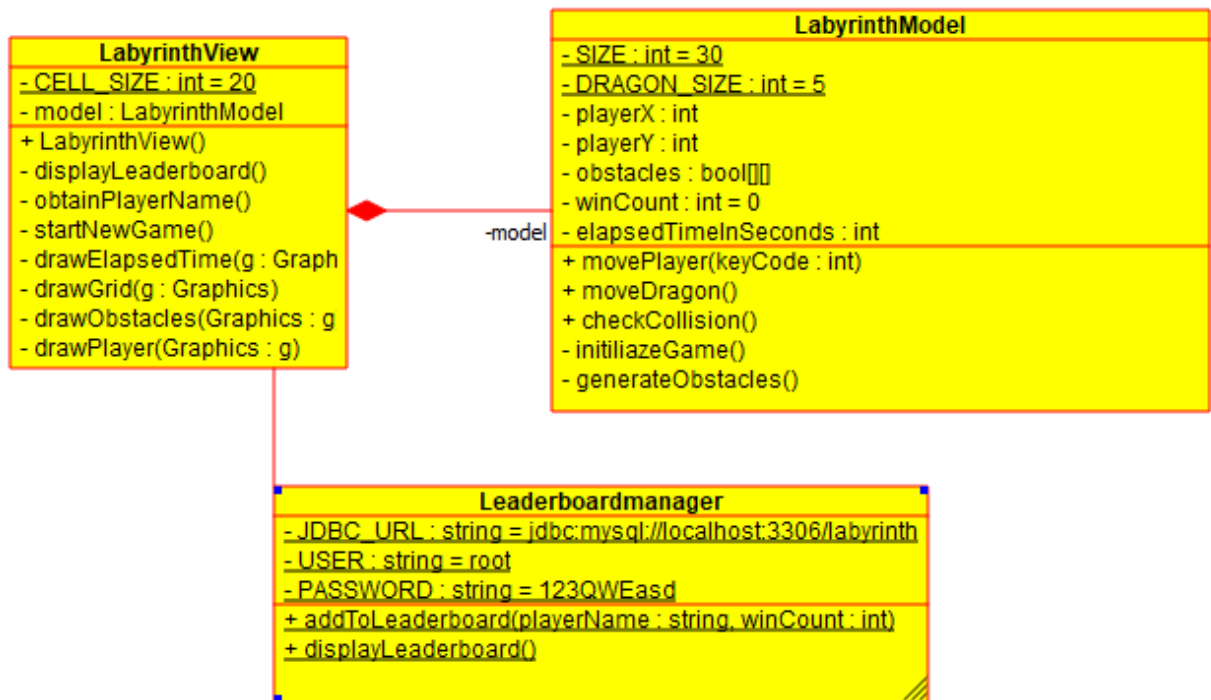 LabyrinthView
- CELL_SIZE : int = 20
- model : LabyrinthModel
+ LabyrinthView()
- displayLeaderboard()
- obtainPlayerName()
- startNewGame()
- drawElapsedTime(g : Graph
- drawGrid(g : Graphics)
- drawObstacles(Graphics : g
- drawPlayer(Graphics : g)
-model
LabyrinthModel
- SIZE : int = 30
- DRAGON_SIZE : int = 5
- playerX : int
- playerY : int
- obstacles : bool[][]
- winCount : int = 0
- elapsedTimeInSeconds : int
+ movePlayer(keyCode : int)
+ moveDragon()
+ checkCollision()
- initiliazeGame()
- generateObstacles()
Leaderboardmanager
- JDBC_URL : string = jdbc:mysql://localhost:3306/labyrinth
- USER : string = root
- PASSWORD : string = 123QWEasd
+ addToLeaderboard(playerName : string, winCount : int)
+ displayLeaderboard()